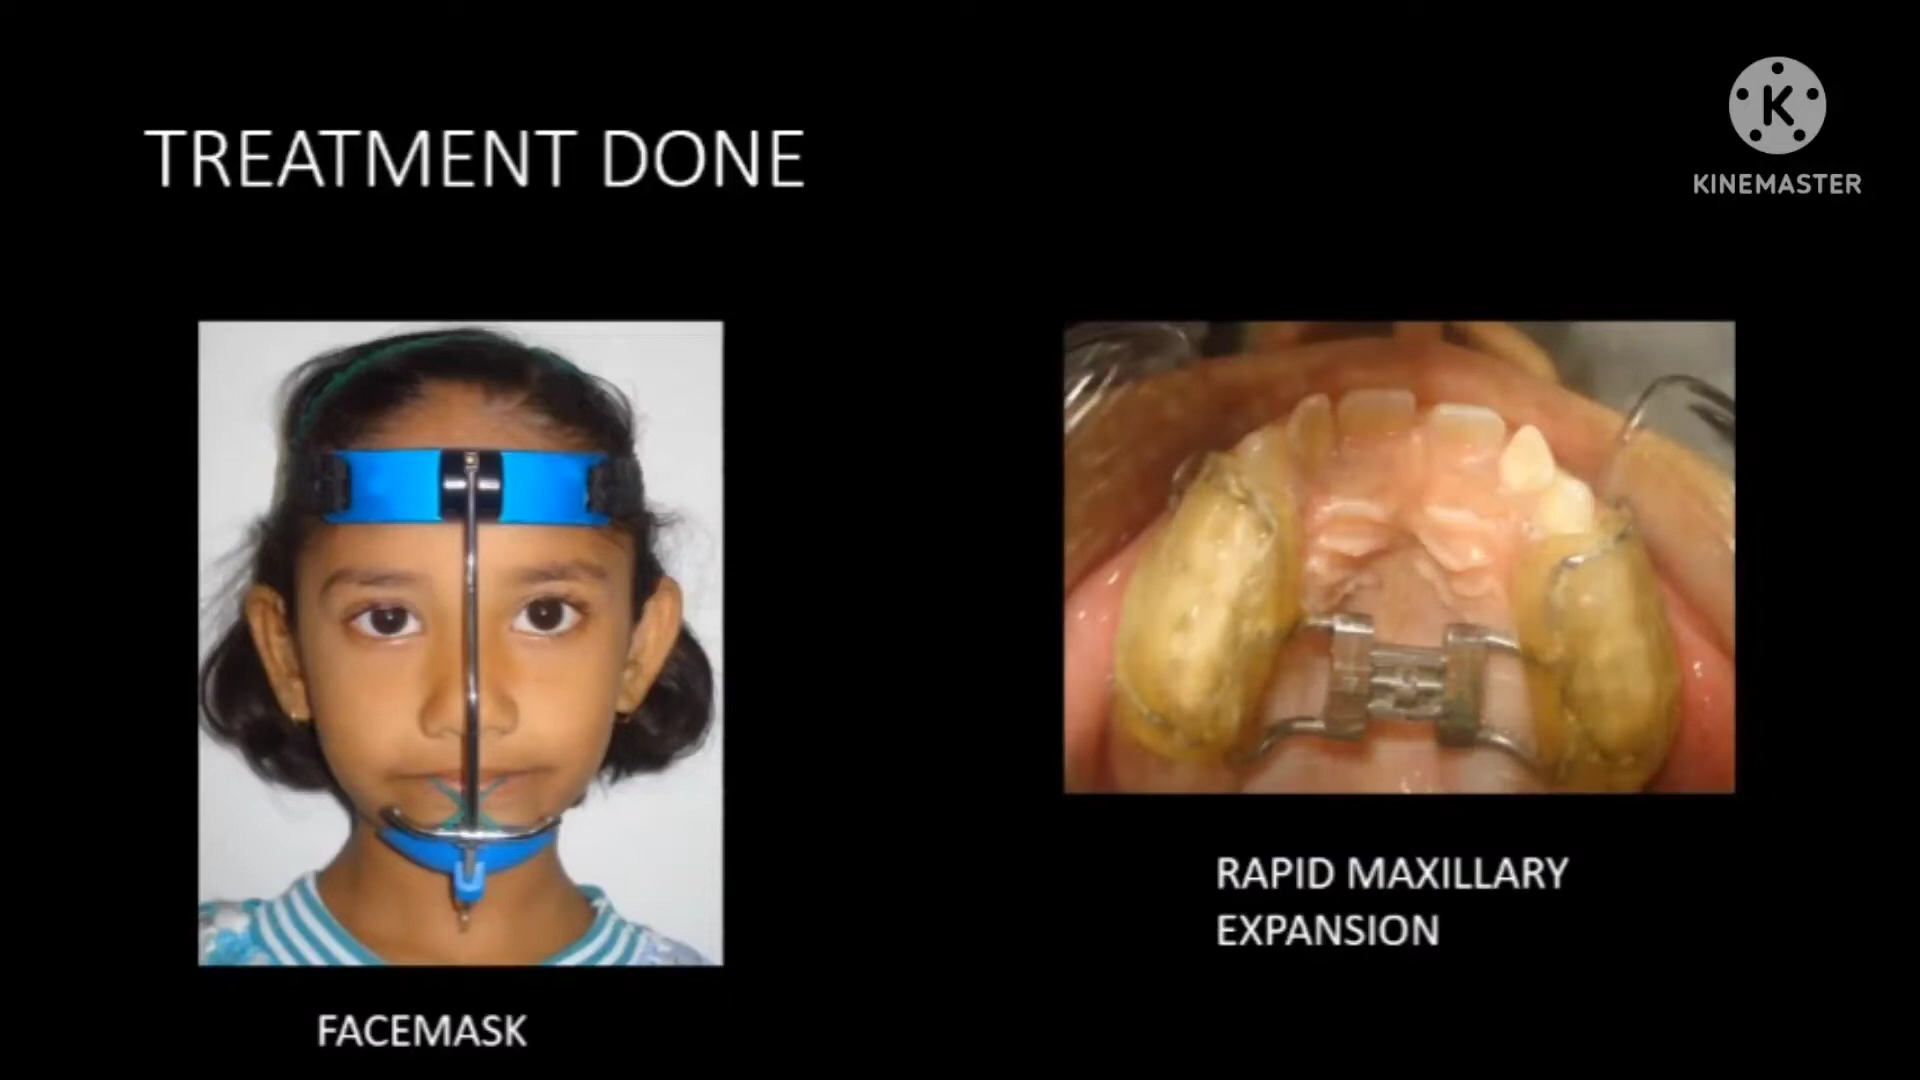 TREATMENT DONE
K
KINEMASTER
FACEMASK
RAPID MAXILLARY
EXPANSION